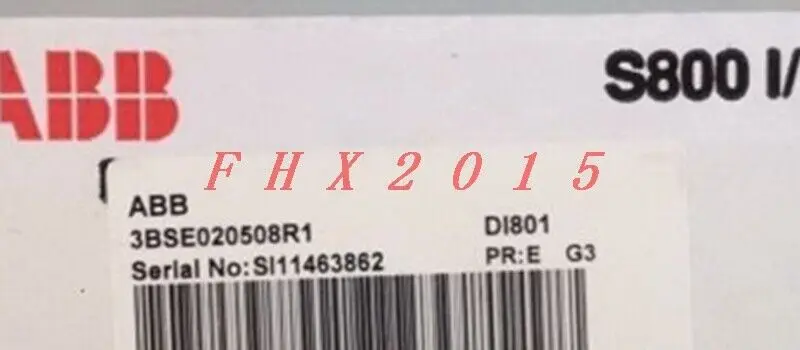 ABB
S800 I/
FHX2015
ABB
3BSE020508R1 DI801
Serial No:SI11463862 PR:E G3